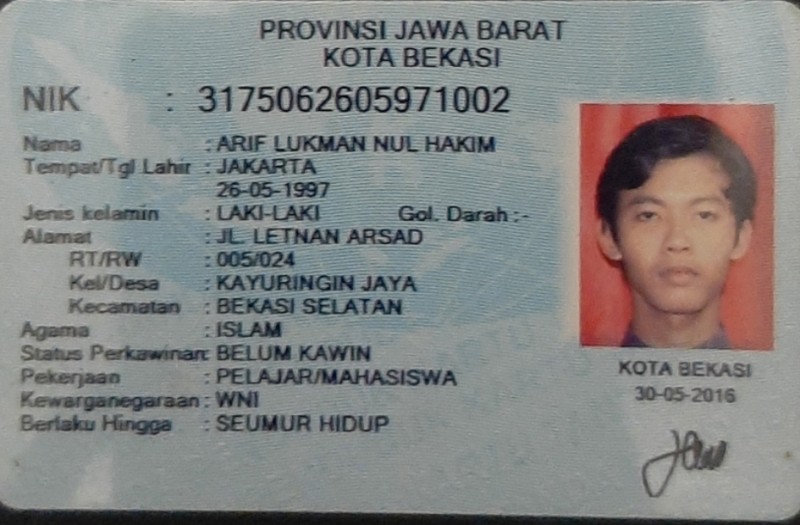 PROVINSI JAWA BARAT
KOTA BEKASI
NIK : 3175062605971002
Nama : ARIF LUKMAN NUL HAKIM
Tempat/Tgl Lahir : JAKARTA
26-05-1997
Jenis kelamin : LAKI-LAKI Gol. Darah :-
Alamat : JL. LETNAN ARSAD
RT/RW : 005/024
Kel/Desa : KAYURINGIN JAYA
Kecamatan : BEKASI SELATAN
Agama : ISLAM
Status Perkawinan: BELUM KAWIN
Pekerjaan : PELAJAR/MAHASISWA
Kewarganegaraan : WNI
Berlaku Hingga : SEUMUR HIDUP
KOTA BEKASI
30-05-2016